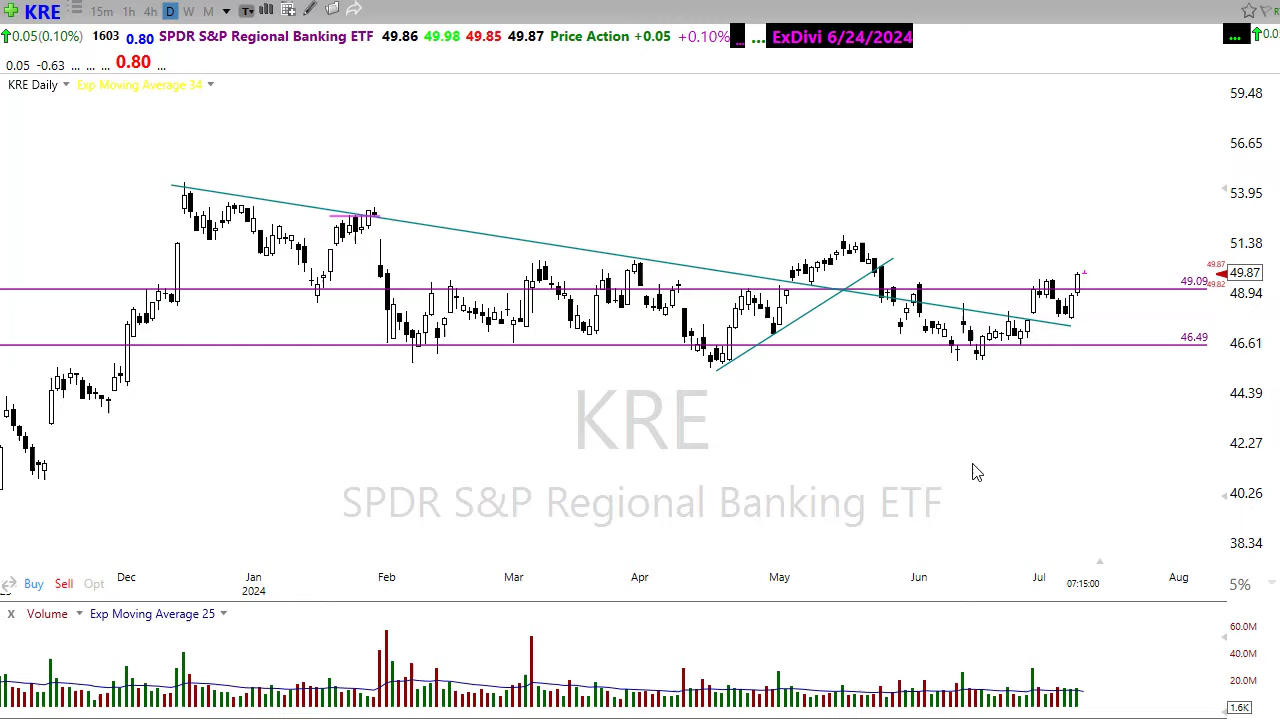 KRE 15m 1h 4h D W M T
0.05(0.10%) 1603 0.80 SPDR S&P Regional Banking ETF 49.86 49.98 49.85 49.87 Price Action +0.05 +0.10% ... ... ExDivi 6/24/2024 ...
0.05 -0.63 ... ... ... 0.80 ...
KRE Daily Exp Moving Average 34
59.48
56.65
53.95
51.38
49.87
49.87
49.09 49.82
48.94
46.49
46.61
44.39
KRE
42.27
SPDR S&P Regional Banking ETF
40.26
38.34
Dec Jan Feb Mar Apr May Jun Jul Aug
2024
07:15:00
Buy Sell Opt
5%
X Volume Exp Moving Average 25
60.0M
40.0M
20.0M
1.6K